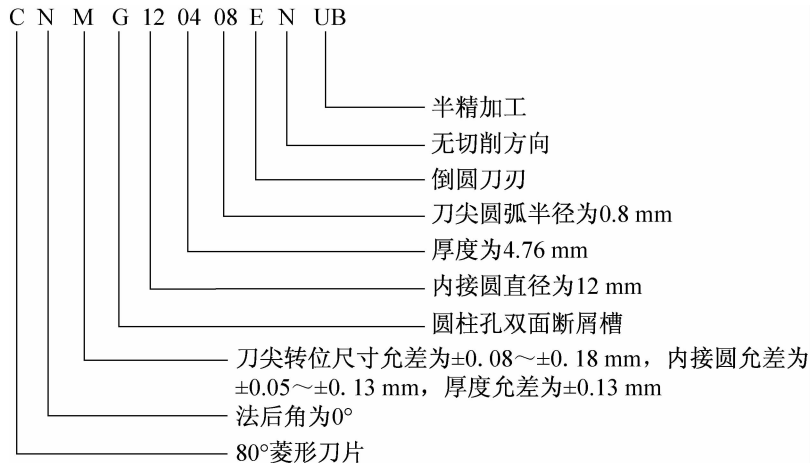 C N M G 12 04 08 E N UB
半精加工
无切削方向
倒圆刀刃
刀尖圆弧半径为0.8 mm
厚度为4.76 mm
内接圆直径为12 mm
圆柱孔双面断屑槽
刀尖转位尺寸允差为±0.08～±0.18 mm，内接圆允差为
±0.05～±0.13 mm，厚度允差为±0.13 mm
法后角为0°
80°菱形刀片